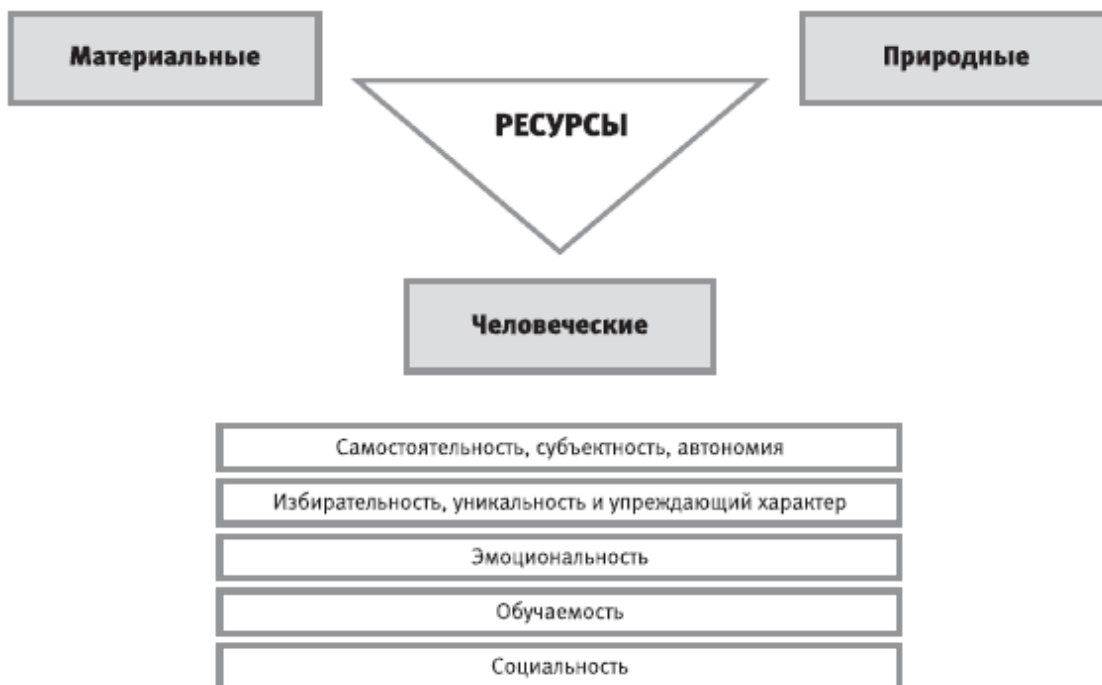 Материальные
Природные
РЕСУРСЫ
Человеческие
Самостоятельность, субъектность, автономия
Избирательность, уникальность и упреждающий характер
Эмоциональность
Обучаемость
Социальность